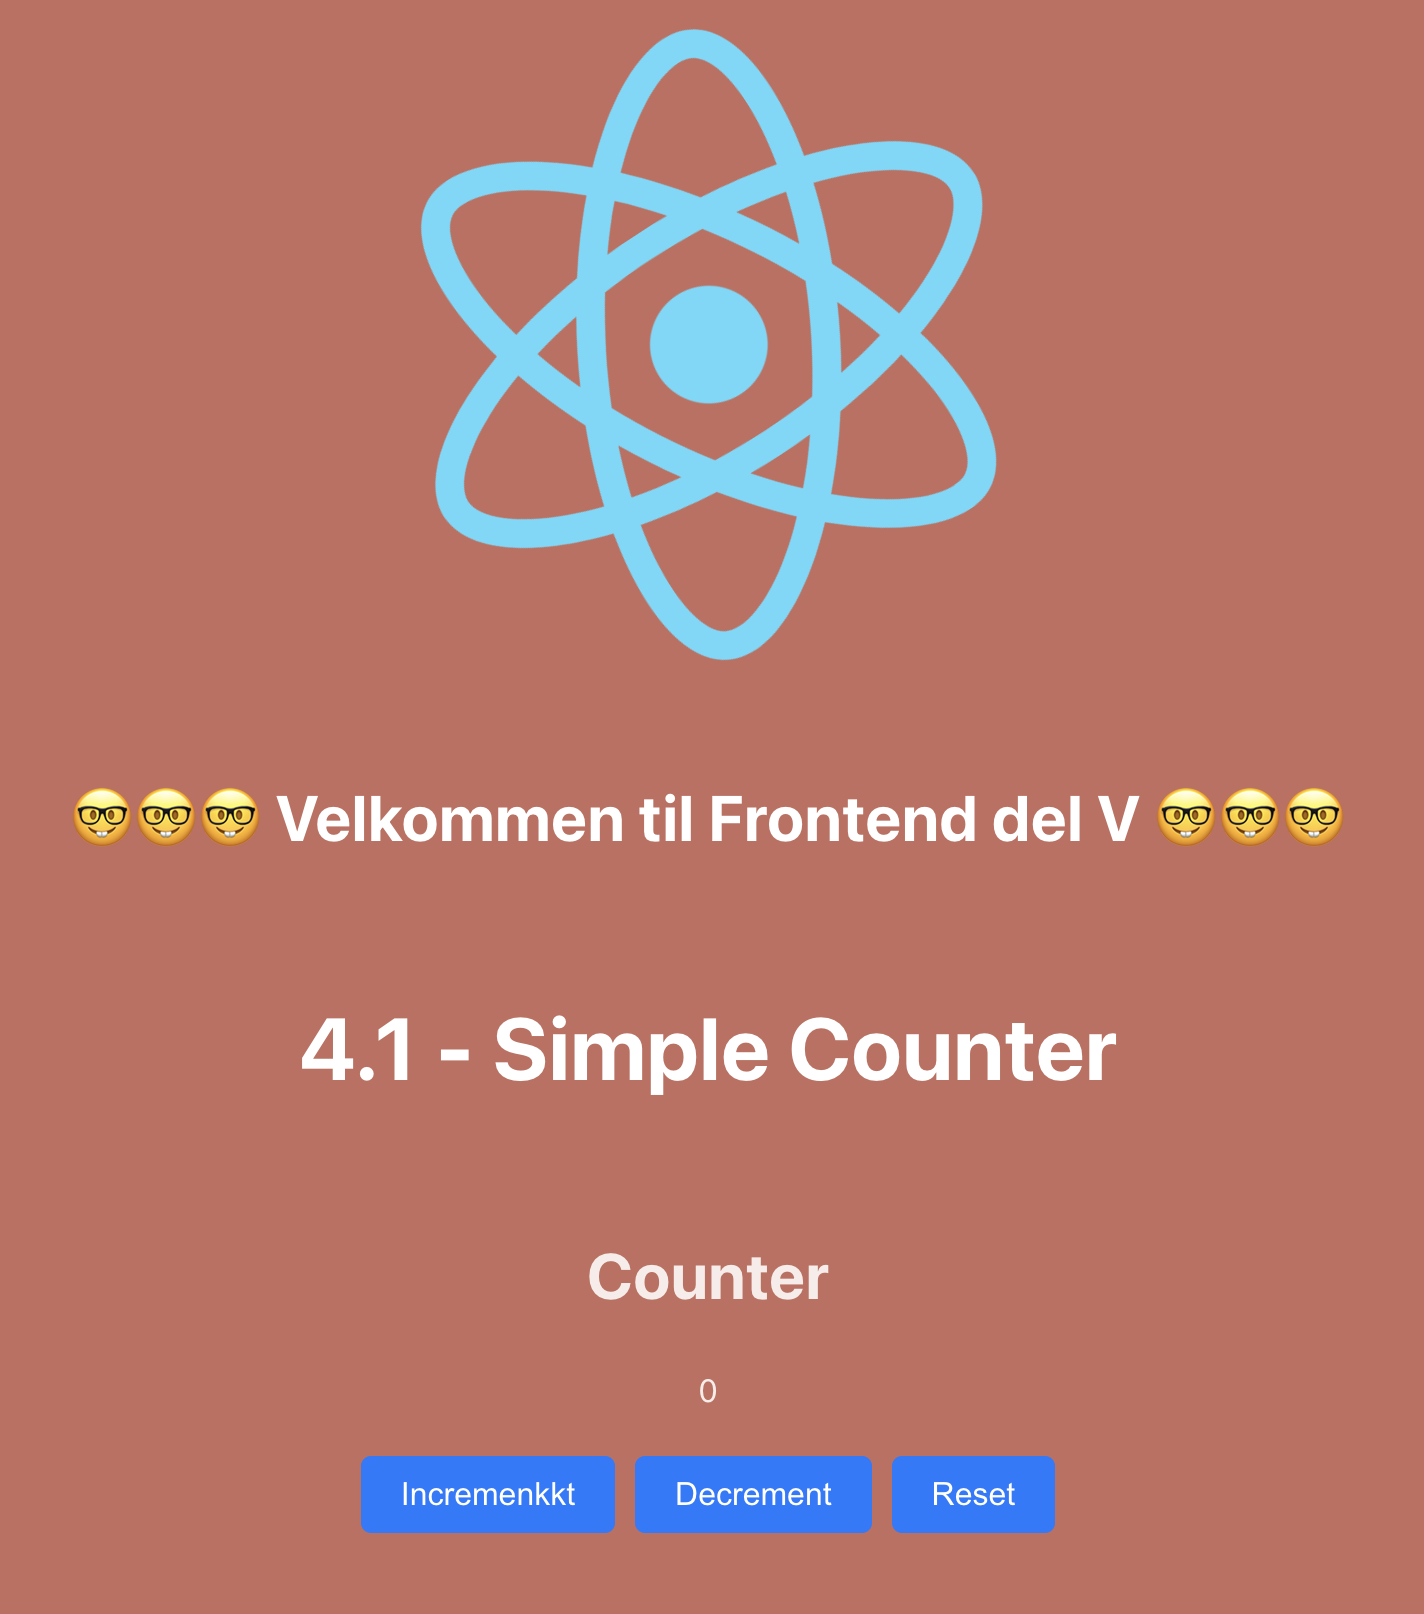 🤓🤓🤓 Velkommen til Frontend del V 🤓🤓🤓
4.1 - Simple Counter
Counter
0
Incremenkkt Decrement Reset